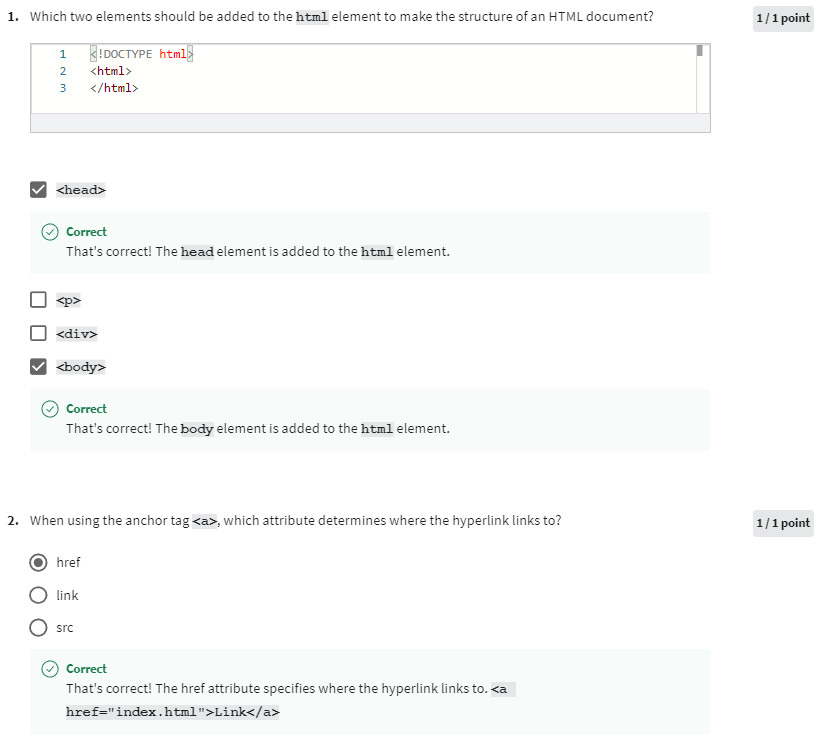 1. Which two elements should be added to the html element to make the structure of an HTML document?
1 / 1 point
1 <!DOCTYPE html>
2 <html>
3 </html>
<head>
Correct
That's correct! The head element is added to the html element.
<p>
<div>
<body>
Correct
That's correct! The body element is added to the html element.
2. When using the anchor tag <a>, which attribute determines where the hyperlink links to?
1 / 1 point
href
link
src
Correct
That's correct! The href attribute specifies where the hyperlink links to. <a
href="index.html">Link</a>